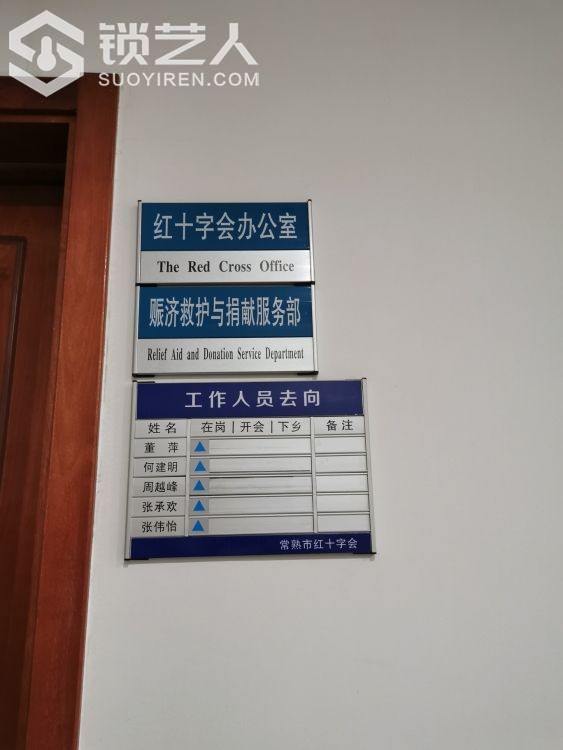 锁艺人
SUOYIREN.COM
红十字会办公室
The Red Cross Office
赈济救护与捐献服务部
Relief Aid and Donation Service Department
工作人员去向
姓名 在岗|开会|下乡 备注
董萍
何建明
周越峰
张承欢
张伟怡
常熟市红十字会